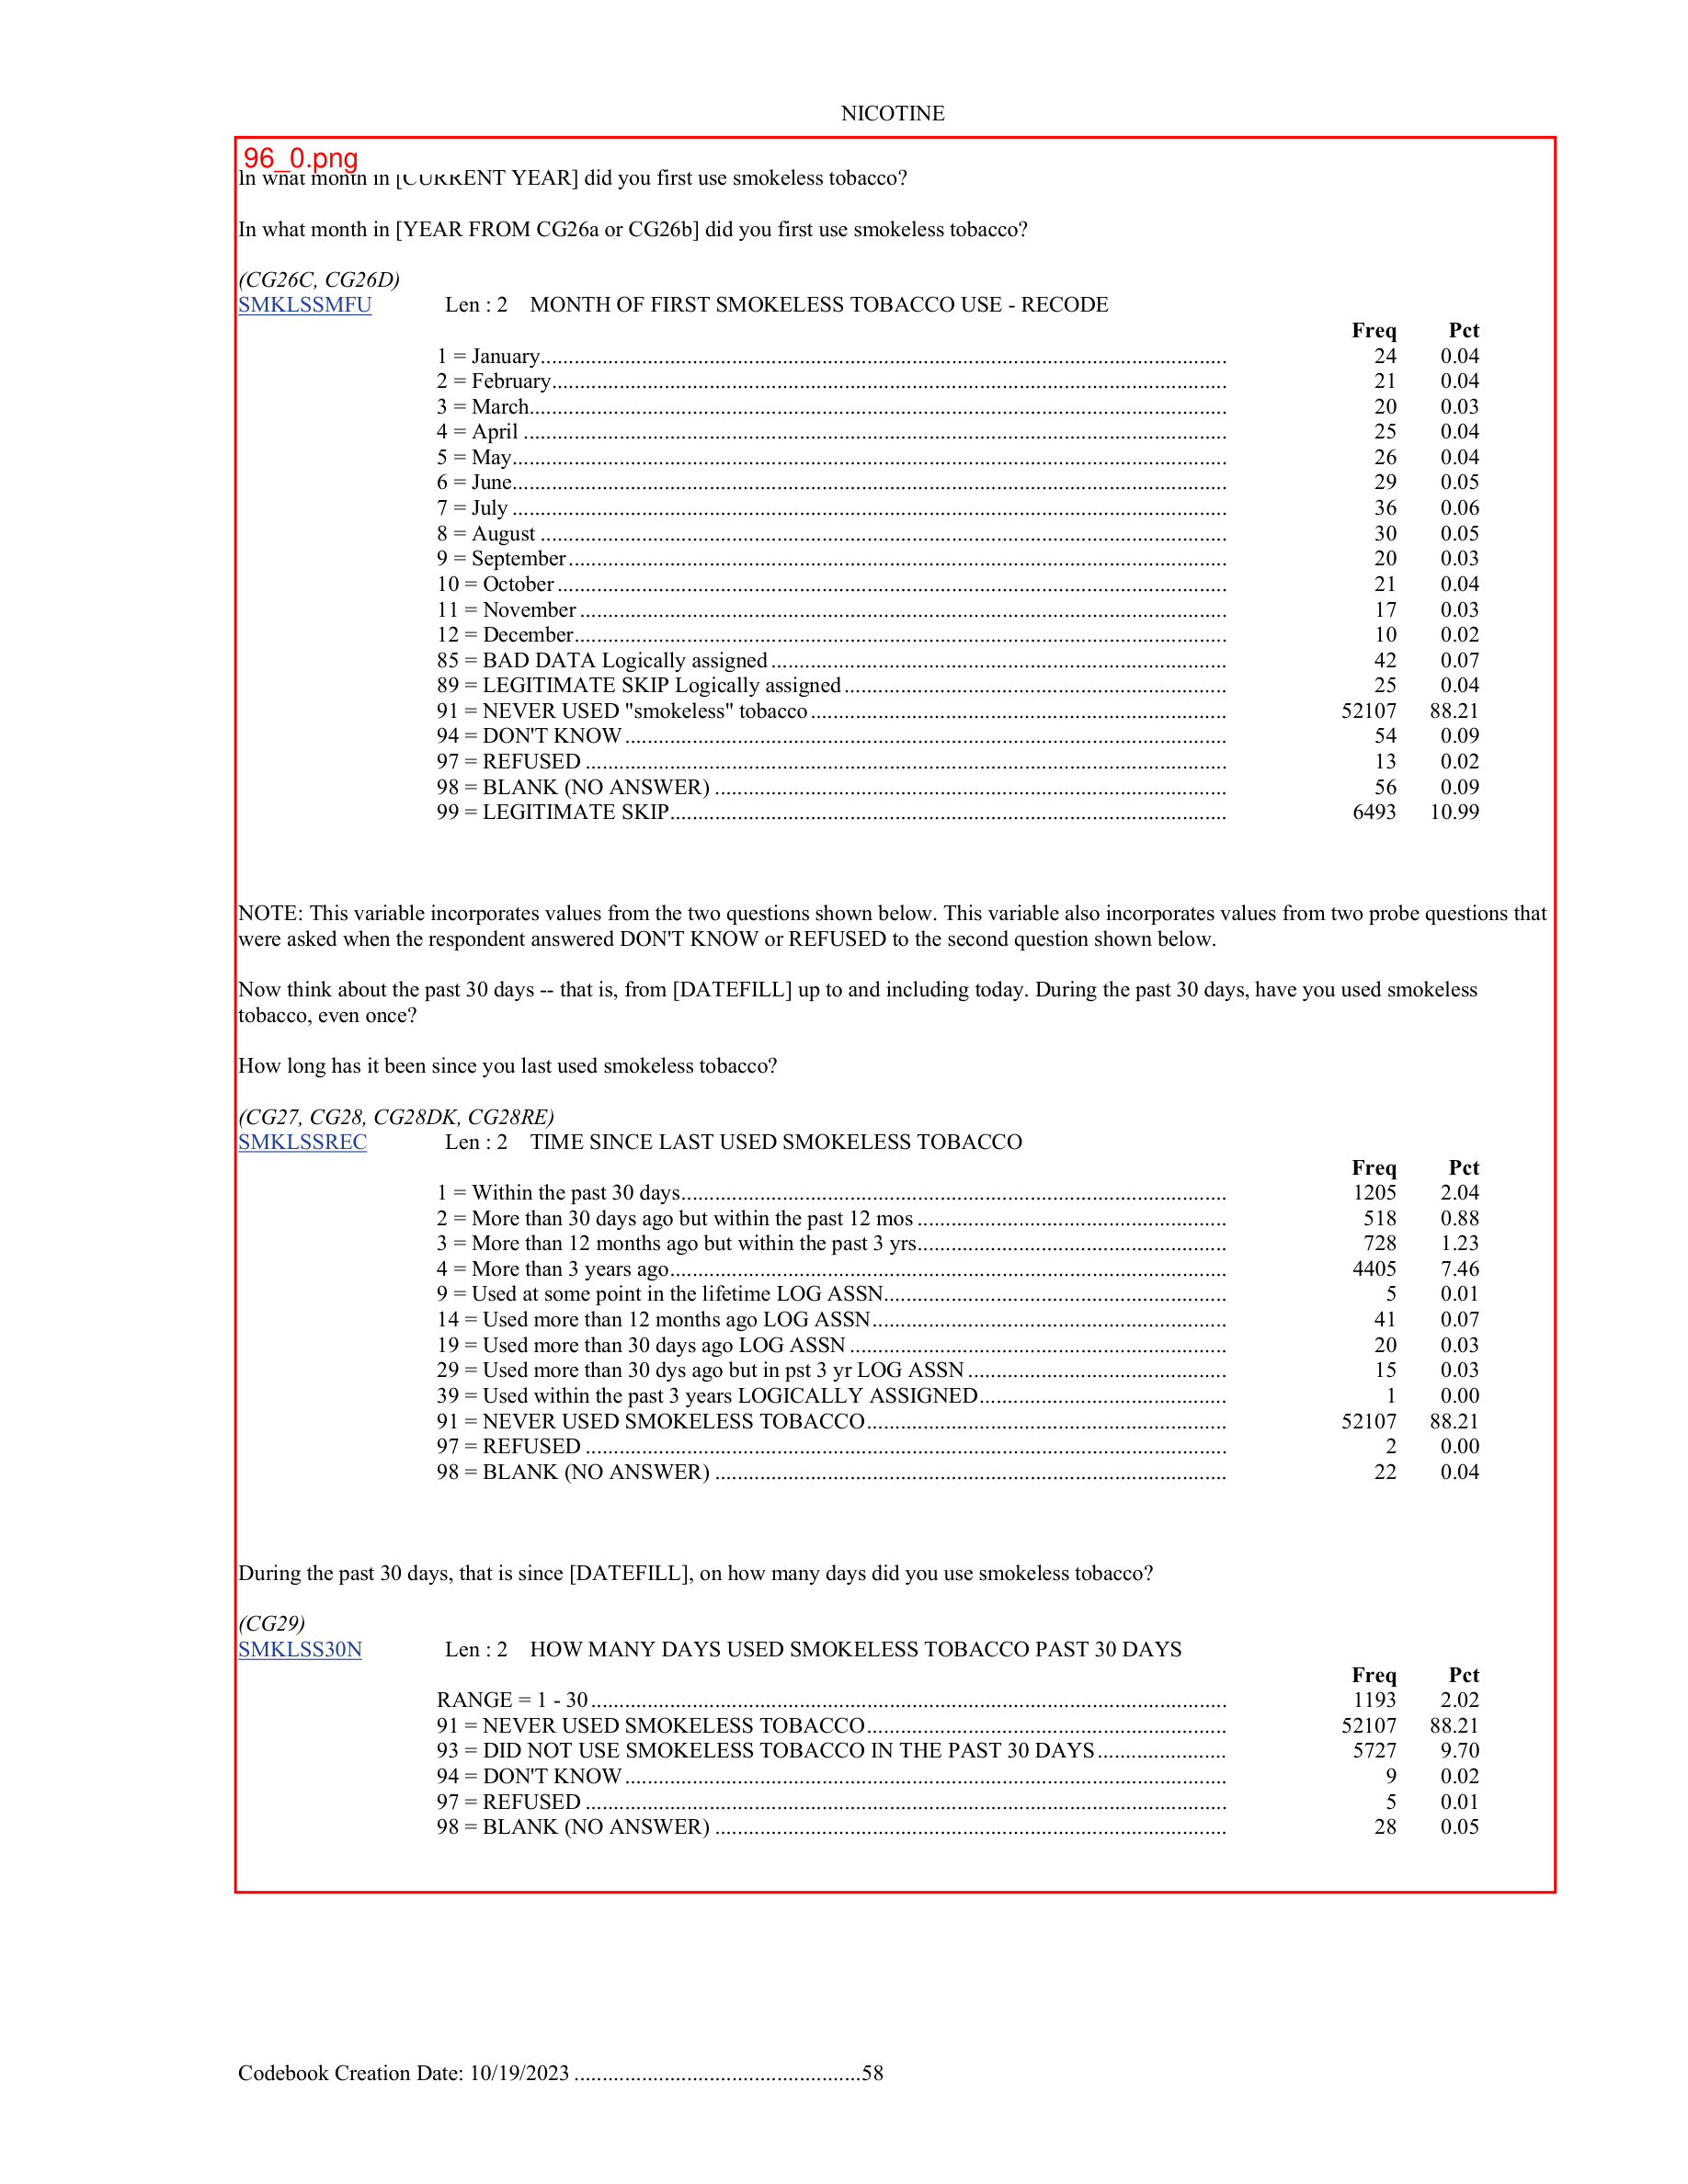 NICOTINE
96_0.png
In what month in [CURRENT YEAR] did you first use smokeless tobacco?
In what month in [YEAR FROM CG26a or CG26b] did you first use smokeless tobacco?
(CG26C, CG26D)
SMKLSSMFU Len : 2 MONTH OF FIRST SMOKELESS TOBACCO USE - RECODE
Freq Pct
1 = January 24 0.04
2 = February 21 0.04
3 = March 20 0.03
4 = April 25 0.04
5 = May 26 0.04
6 = June 29 0.05
7 = July 36 0.06
8 = August 30 0.05
9 = September 20 0.03
10 = October 21 0.04
11 = November 17 0.03
12 = December 10 0.02
85 = BAD DATA Logically assigned 42 0.07
89 = LEGITIMATE SKIP Logically assigned 25 0.04
91 = NEVER USED "smokeless" tobacco 52107 88.21
94 = DON'T KNOW 54 0.09
97 = REFUSED 13 0.02
98 = BLANK (NO ANSWER) 56 0.09
99 = LEGITIMATE SKIP 6493 10.99
NOTE: This variable incorporates values from the two questions shown below. This variable also incorporates values from two probe questions that
were asked when the respondent answered DON'T KNOW or REFUSED to the second question shown below.
Now think about the past 30 days -- that is, from [DATEFILL] up to and including today. During the past 30 days, have you used smokeless
tobacco, even once?
How long has it been since you last used smokeless tobacco?
(CG27, CG28, CG28DK, CG28RE)
SMKLSSREC Len : 2 TIME SINCE LAST USED SMOKELESS TOBACCO
Freq Pct
1 = Within the past 30 days 1205 2.04
2 = More than 30 days ago but within the past 12 mos 518 0.88
3 = More than 12 months ago but within the past 3 yrs 728 1.23
4 = More than 3 years ago 4405 7.46
9 = Used at some point in the lifetime LOG ASSN 5 0.01
14 = Used more than 12 months ago LOG ASSN 41 0.07
19 = Used more than 30 days ago LOG ASSN 20 0.03
29 = Used more than 30 dys ago but in pst 3 yr LOG ASSN 15 0.03
39 = Used within the past 3 years LOGICALLY ASSIGNED 1 0.00
91 = NEVER USED SMOKELESS TOBACCO 52107 88.21
97 = REFUSED 2 0.00
98 = BLANK (NO ANSWER) 22 0.04
During the past 30 days, that is since [DATEFILL], on how many days did you use smokeless tobacco?
(CG29)
SMKLSS30N Len : 2 HOW MANY DAYS USED SMOKELESS TOBACCO PAST 30 DAYS
Freq Pct
RANGE = 1 - 30 1193 2.02
91 = NEVER USED SMOKELESS TOBACCO 52107 88.21
93 = DID NOT USE SMOKELESS TOBACCO IN THE PAST 30 DAYS 5727 9.70
94 = DON'T KNOW 9 0.02
97 = REFUSED 5 0.01
98 = BLANK (NO ANSWER) 28 0.05
Codebook Creation Date: 10/19/2023 58